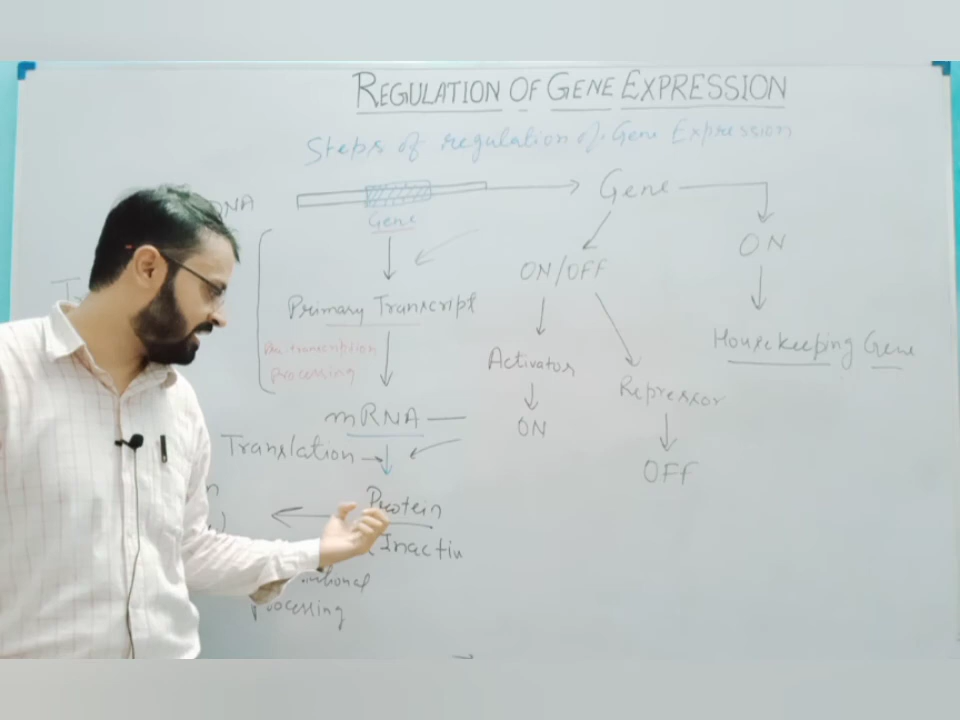 REGULATION OF GENE EXPRESSION
Steps of regulation of Gene Expression
DNA
Gene
Gene
ON
ON/OFF
Primary Transcript
Housekeeping Gene
processing
Activator
Repressor
mRNA
ON
Translation
OFF
Protein
processing